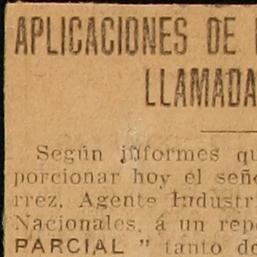 APLICACIONES DE
LLAMADA
Según informes qu
porcionar hoy el seño
rrez, Agente Industri
Nacionales, á un repo
PARCIAL " tanto de